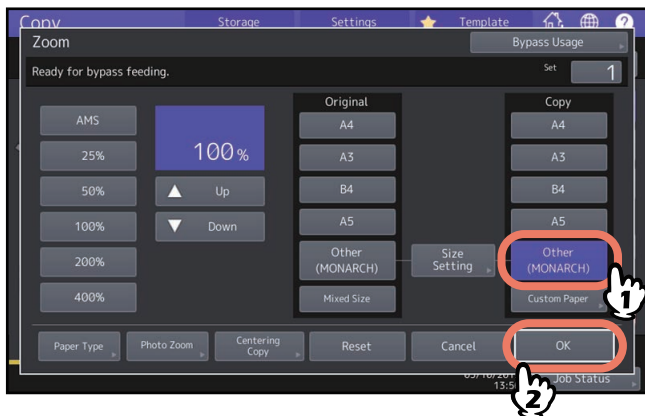 Copy Storage Settings Template
Zoom
Bypass Usage
Ready for bypass feeding.
Set 1
Original
Copy
AMS
25%
50%
100%
200%
400%
100 %
Up
Down
A4
A3
B4
A5
Other
(MONARCH)
Mixed Size
Size
Setting
A4
A3
B4
A5
Other
(MONARCH)
Custom Paper
1
Paper Type
Photo Zoom
Centering
Copy
Reset
Cancel
OK
Job Status
2